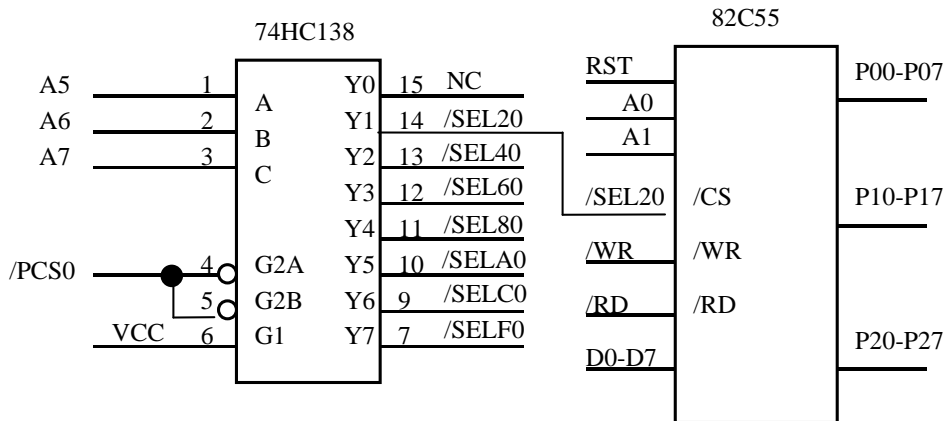 74HC138
A5 1 A Y0 15 NC
A6 2 B Y1 14 /SEL20
A7 3 C Y2 13 /SEL40
Y3 12 /SEL60
Y4 11 /SEL80
/PCS0 4 G2A Y5 10 /SELA0
5 G2B Y6 9 /SELC0
VCC 6 G1 Y7 7 /SELF0
82C55
RST P00-P07
A0
A1
/SEL20 /CS P10-P17
/WR /WR
/RD /RD
D0-D7 P20-P27